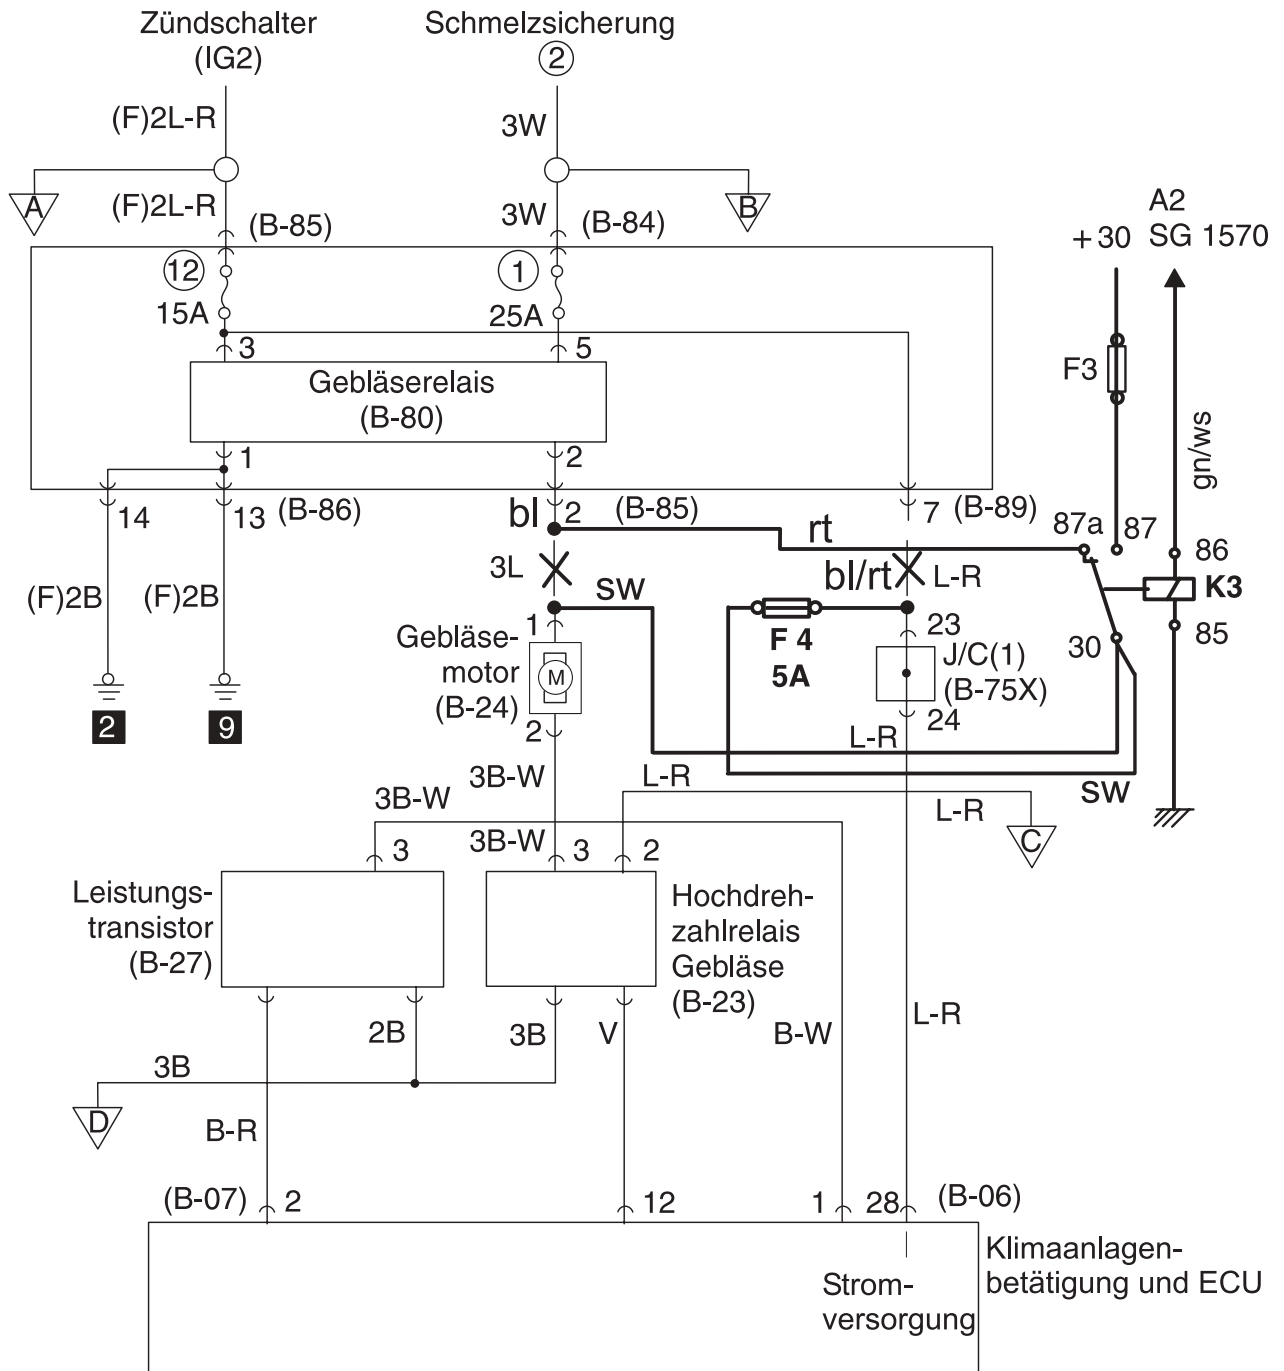 Zündschalter
(IG2)
Schmelzsicherung
2
(F)2L-R
3W
A
(F)2L-R
(B-85)
3W
(B-84)
B
A2
+30 SG 1570
12
15A
1
25A
3
5
Gebläserelais
(B-80)
F3
gn/ws
1
2
14
13
(B-86)
bl
2
(B-85)
7
(B-89)
rt
87a
87
86
(F)2B
(F)2B
3L
sw
bl/rt
L-R
K3
1
F 4
5A
23
30
85
Gebläse-
motor
(B-24)
M
J/C(1)
(B-75X)
2
9
2
24
L-R
3B-W
L-R
sw
3B-W
L-R
C
3
3B-W
3
2
Leistungs-
transistor
(B-27)
Hochdreh-
zahlrelais
Gebläse
(B-23)
2B
3B
V
B-W
L-R
3B
D
B-R
(B-07)
2
12
1
28
(B-06)
Klimaanlagen-
betätigung und ECU
Strom-
versorgung